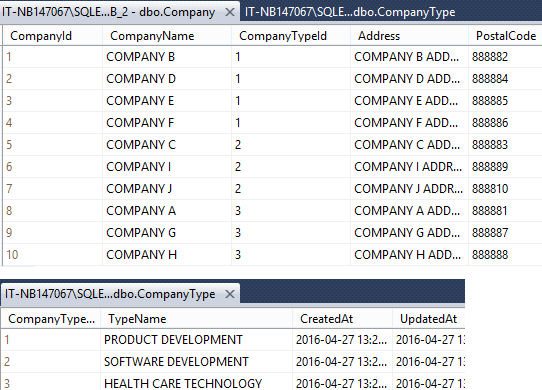 IT-NB147067\SQLE...B_2 - dbo.Company × IT-NB147067\SQLE...dbo.CompanyType
CompanyId CompanyName CompanyTypeId Address PostalCode
1 COMPANY B 1 COMPANY B ADD... 888882
2 COMPANY D 1 COMPANY D ADD... 888884
3 COMPANY E 1 COMPANY E ADD... 888885
4 COMPANY F 1 COMPANY F ADD... 888886
5 COMPANY C 2 COMPANY C ADD... 888883
6 COMPANY I 2 COMPANY I ADDR... 888889
7 COMPANY J 2 COMPANY J ADDR... 888810
8 COMPANY A 3 COMPANY A ADD... 888881
9 COMPANY G 3 COMPANY G ADD... 888887
10 COMPANY H 3 COMPANY H ADD... 888888
IT-NB147067\SQLE...dbo.CompanyType ×
CompanyType... TypeName CreatedAt UpdatedAt
1 PRODUCT DEVELOPMENT 2016-04-27 13:2... 2016-04-27 13
2 SOFTWARE DEVELOPMENT 2016-04-27 13:2... 2016-04-27 13
3 HEALTH CARE TECHNOLOGY 2016-04-27 13:2... 2016-04-27 13